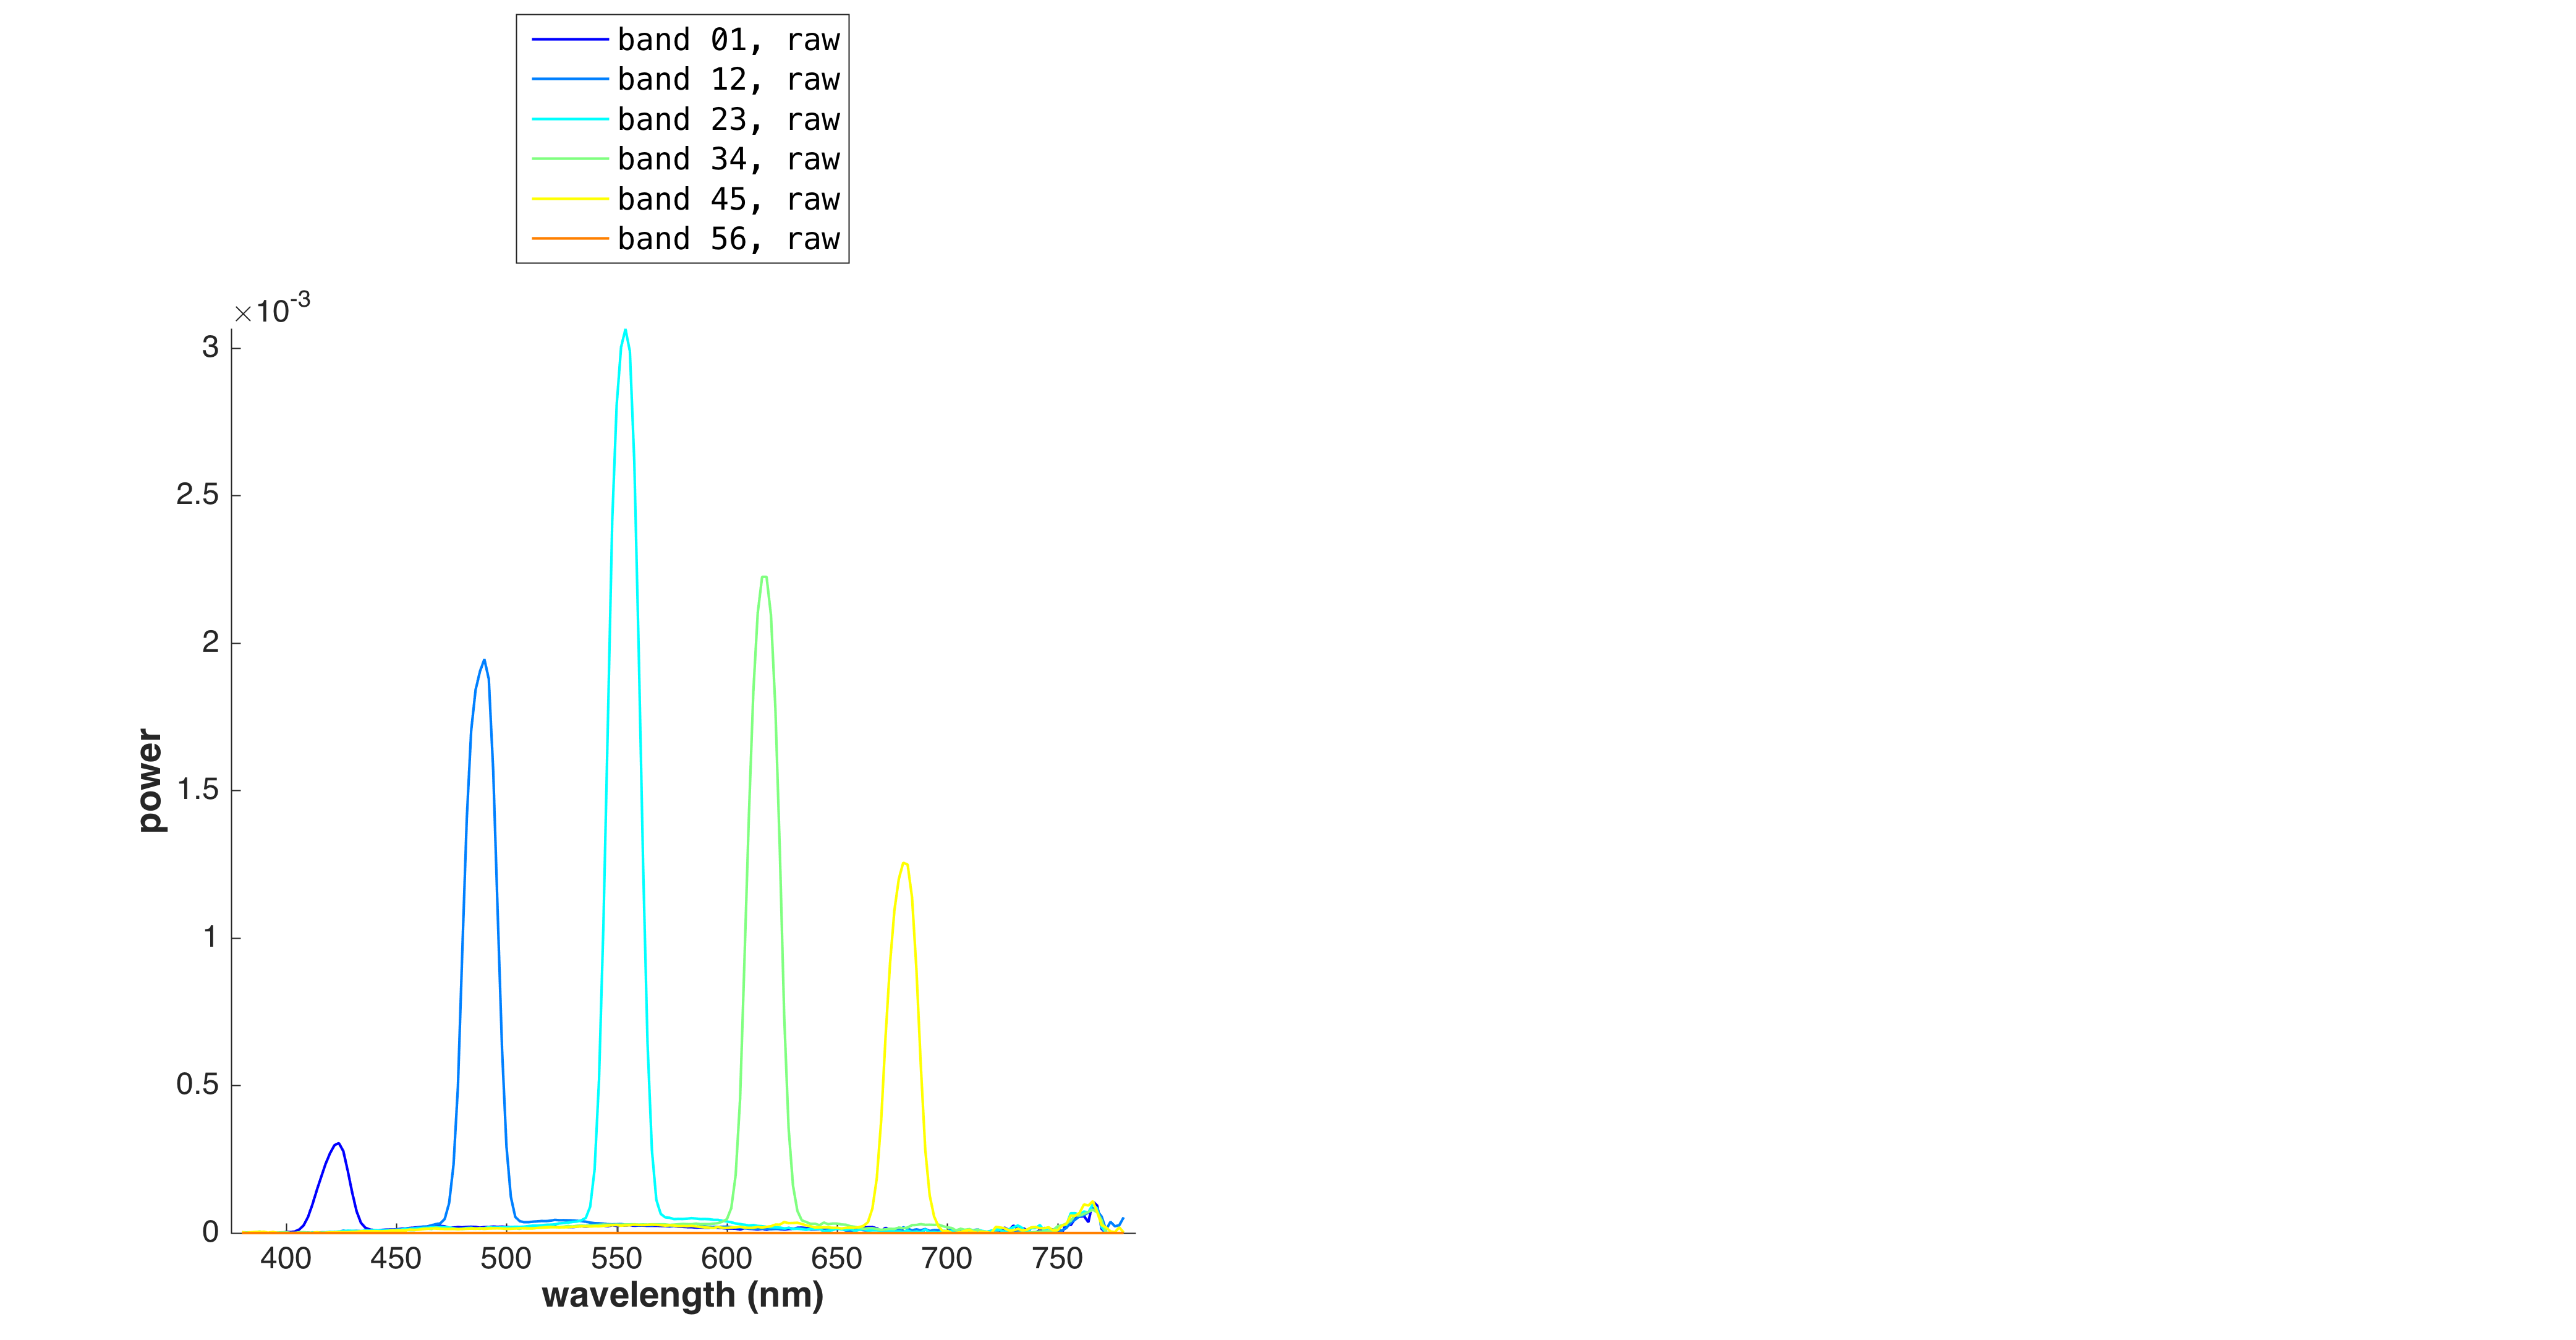 band 01, raw
band 12, raw
band 23, raw
band 34, raw
band 45, raw
band 56, raw
×10-3
3
2.5
2
1.5
1
0.5
0
power
400 450 500 550 600 650 700 750
wavelength (nm)